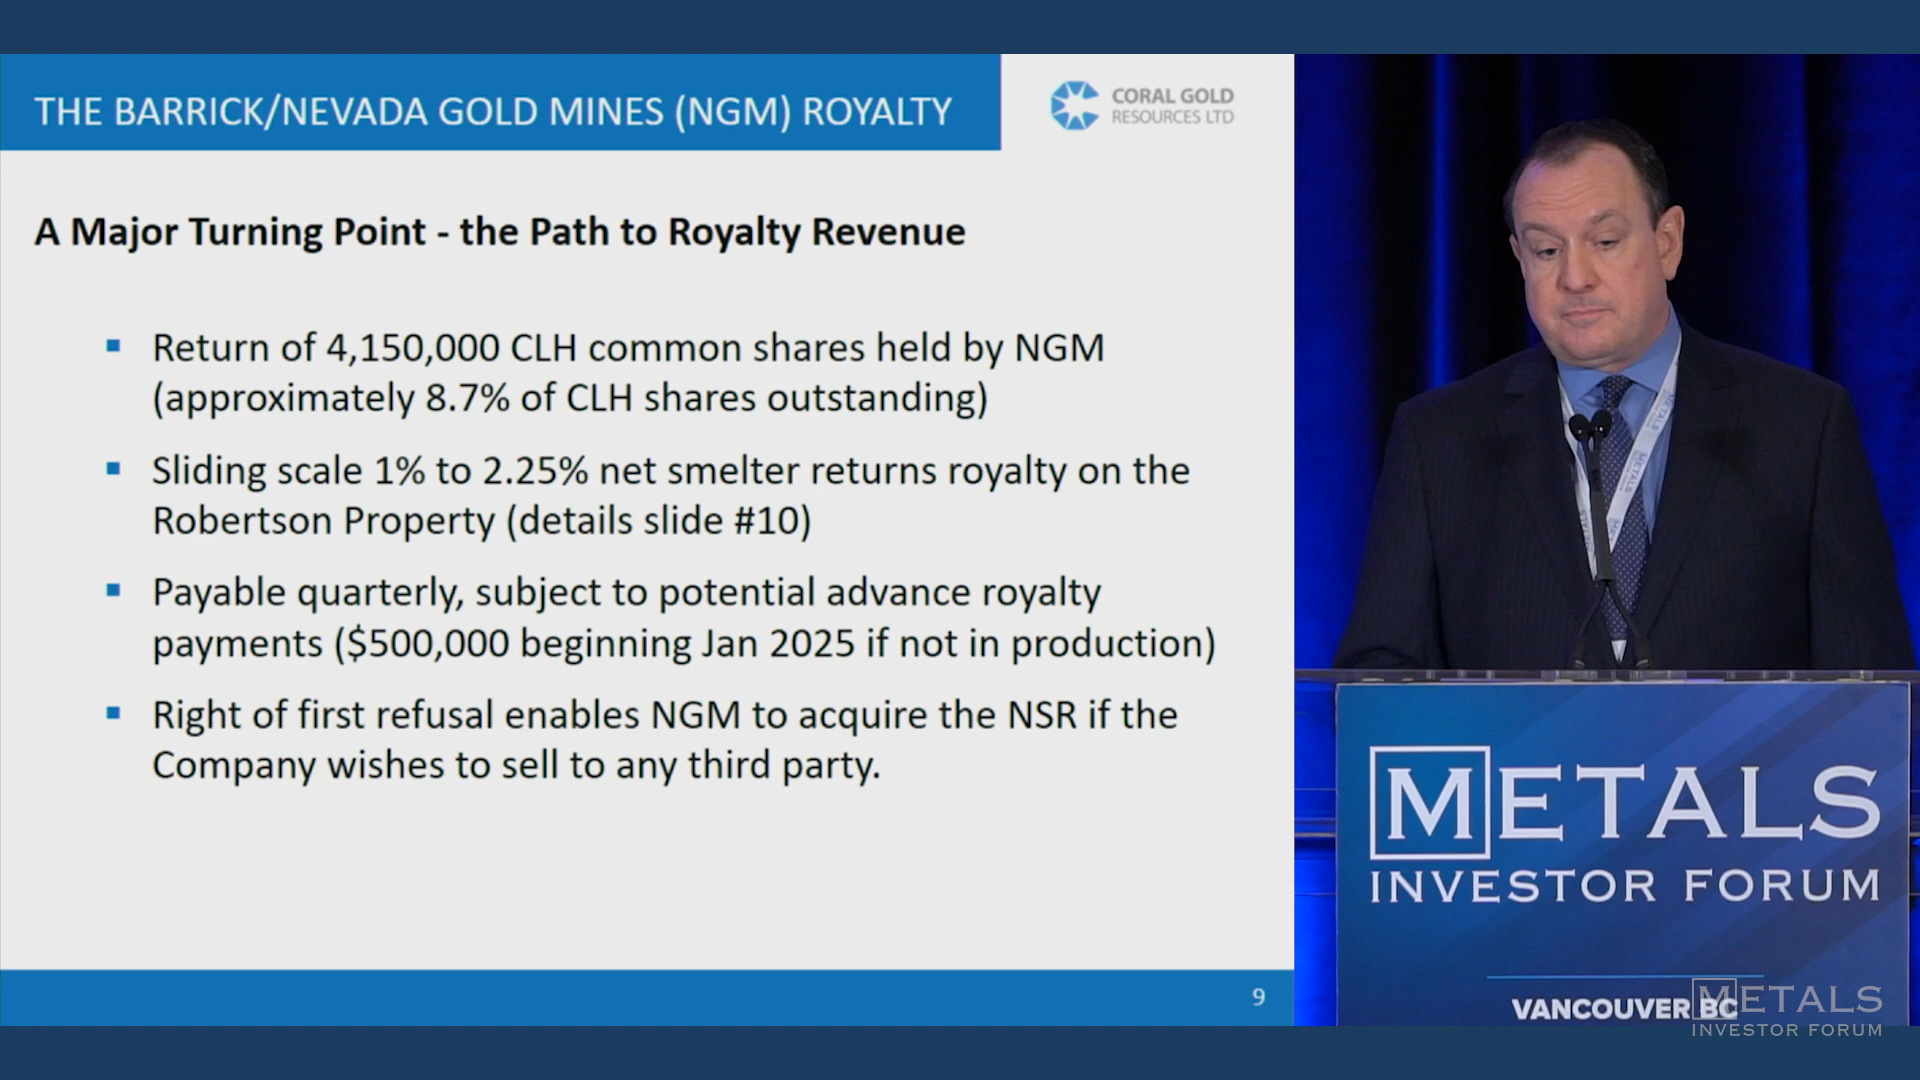 THE BARRICK/NEVADA GOLD MINES (NGM) ROYALTY
CORAL GOLD
RESOURCES LTD
A Major Turning Point - the Path to Royalty Revenue
▪ Return of 4,150,000 CLH common shares held by NGM
(approximately 8.7% of CLH shares outstanding)
▪ Sliding scale 1% to 2.25% net smelter returns royalty on the
Robertson Property (details slide #10)
▪ Payable quarterly, subject to potential advance royalty
payments ($500,000 beginning Jan 2025 if not in production)
▪ Right of first refusal enables NGM to acquire the NSR if the
Company wishes to sell to any third party.
9
METALS
METALS
METALS
INVESTOR FORUM
VANCOUVER BC
METALS
INVESTOR FORUM